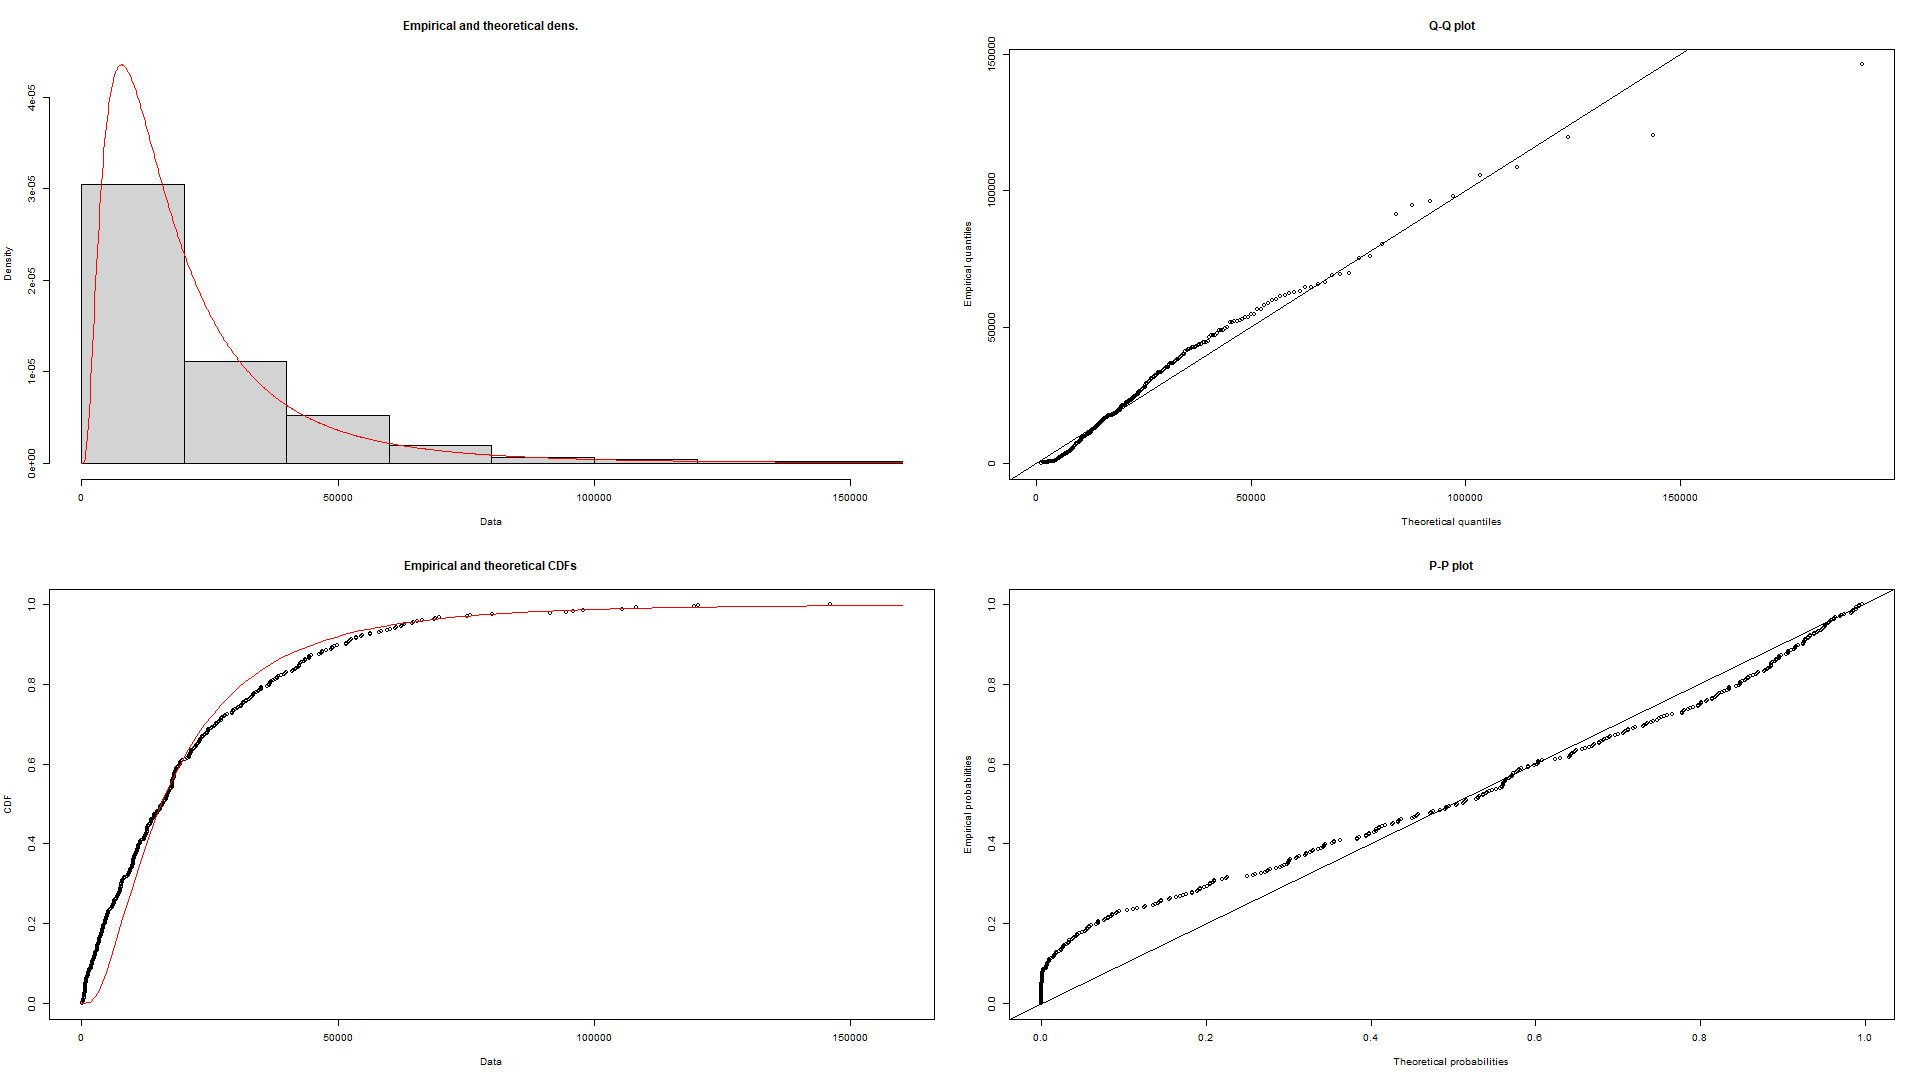 Empirical and theoretical dens.
Density
0e+00 1e-05 2e-05 3e-05 4e-05
0 50000 100000 150000
Data
Q-Q plot
Empirical quantiles
0 50000 100000 150000
0 50000 100000 150000
Theoretical quantiles
Empirical and theoretical CDFs
CDF
0.0 0.2 0.4 0.6 0.8 1.0
0 50000 100000 150000
Data
P-P plot
Empirical probabilities
0.0 0.2 0.4 0.6 0.8 1.0
0.0 0.2 0.4 0.6 0.8 1.0
Theoretical probabilities